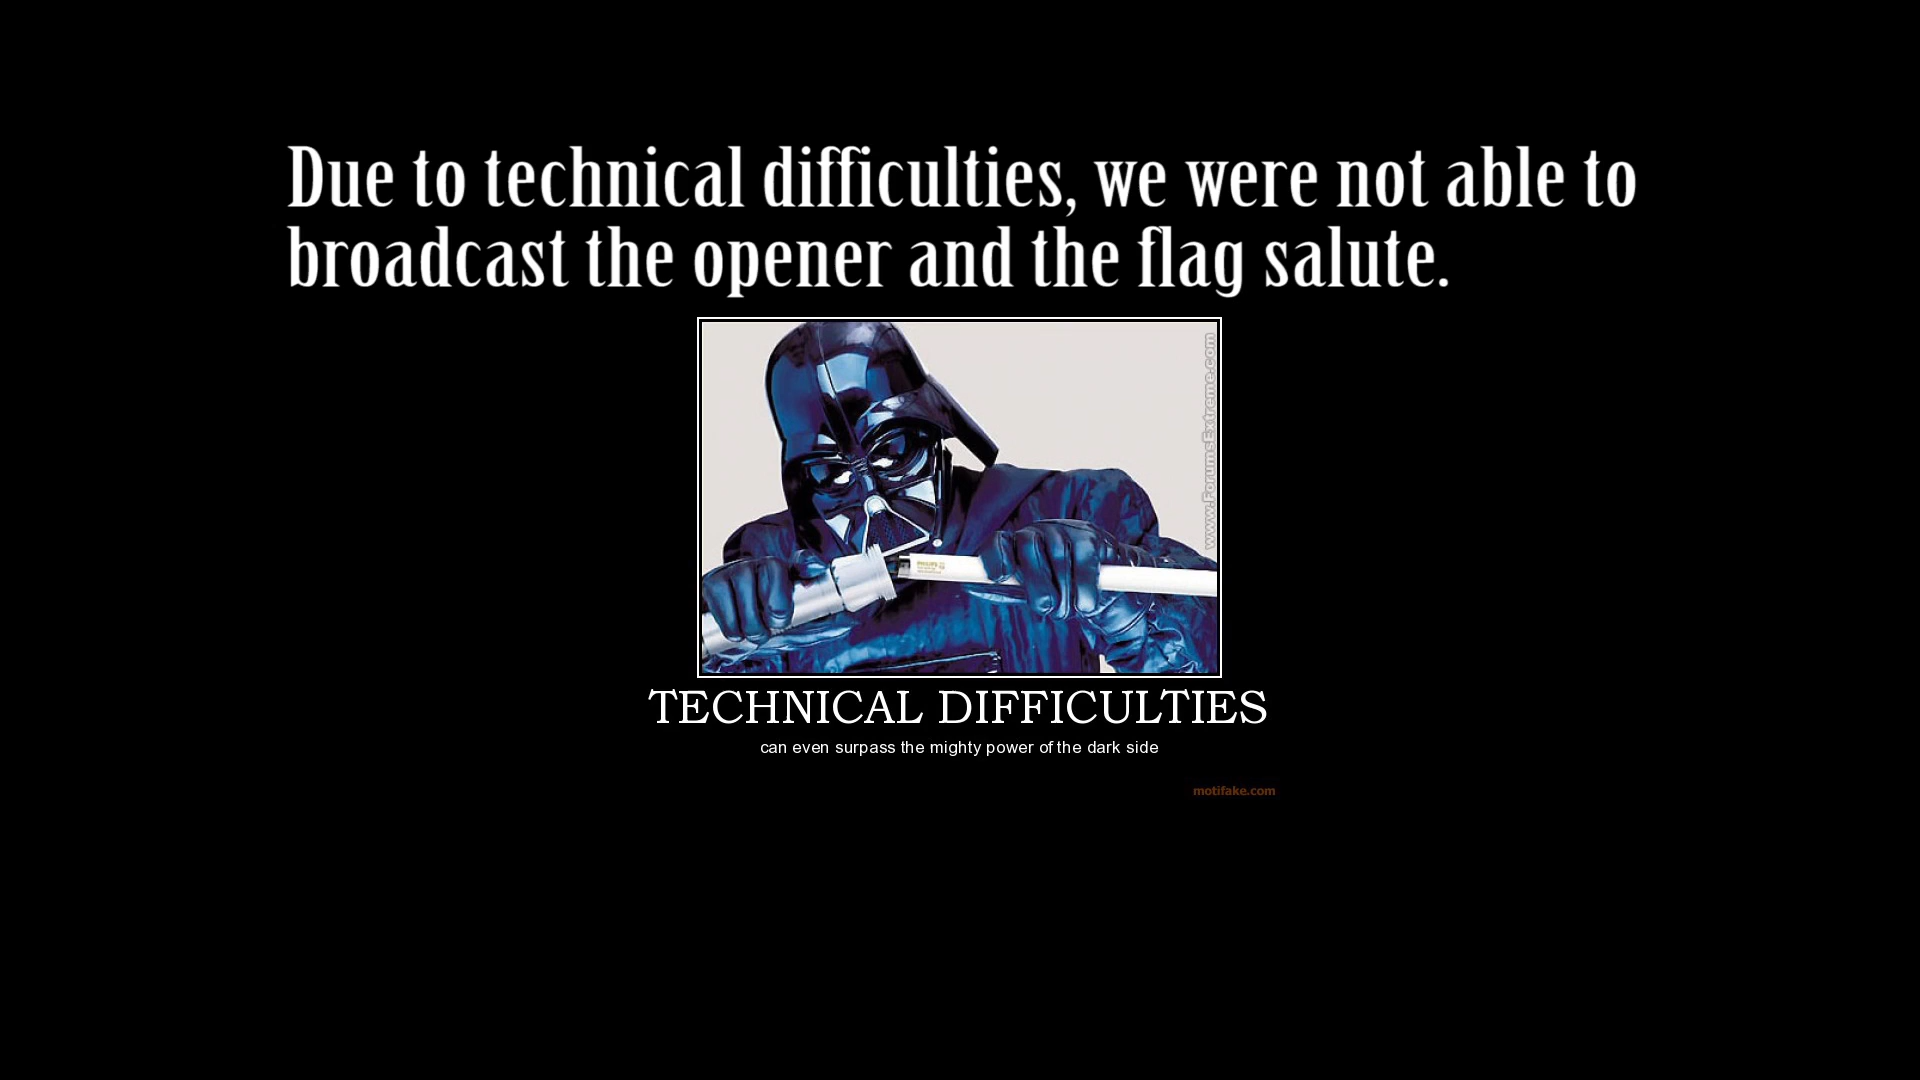 Due to technical difficulties, we were not able to
broadcast the opener and the flag salute.
www.ForumsExtreme.com
PHILIPS
TECHNICAL DIFFICULTIES
can even surpass the mighty power of the dark side
motifake.com